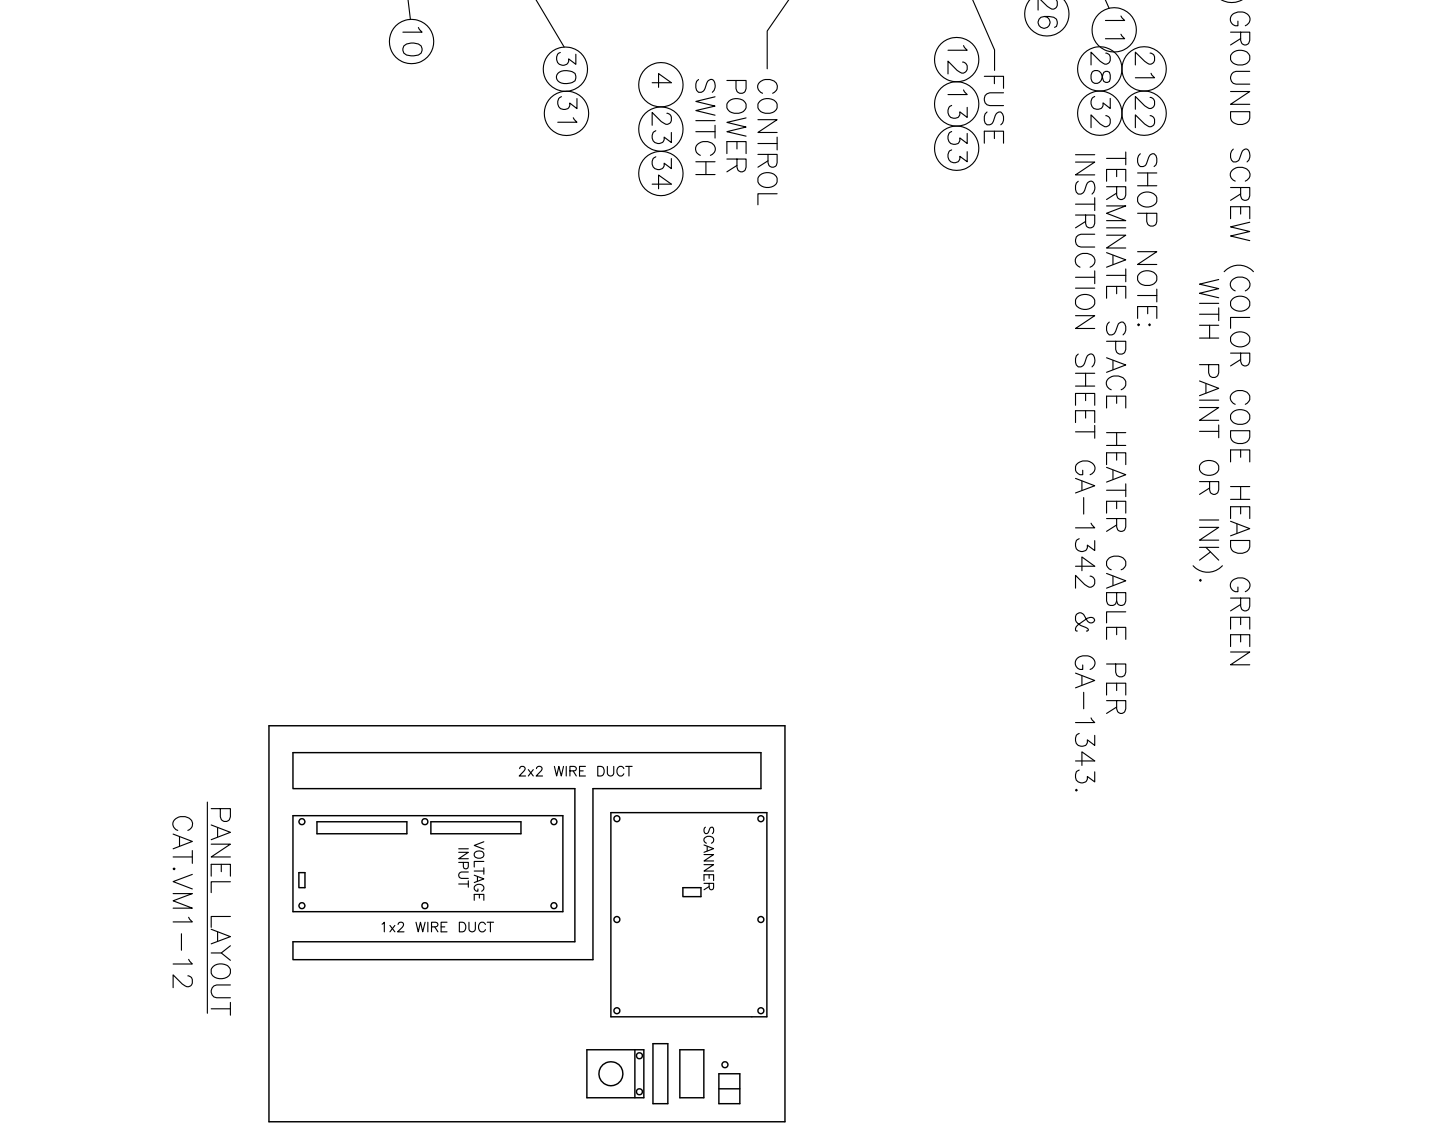 )GROUND SCREW (COLOR CODE HEAD GREEN
WITH PAINT OR INK).
21 22
11 28 32
SHOP NOTE:
TERMINATE SPACE HEATER CABLE PER
INSTRUCTION SHEET GA-1342 & GA-1343.
26
FUSE
12 13 33
CONTROL
POWER
SWITCH
4 23 34
30 31
10
2x2 WIRE DUCT
SCANNER
VOLTAGE
INPUT
1x2 WIRE DUCT
PANEL LAYOUT
CAT.VM1-12